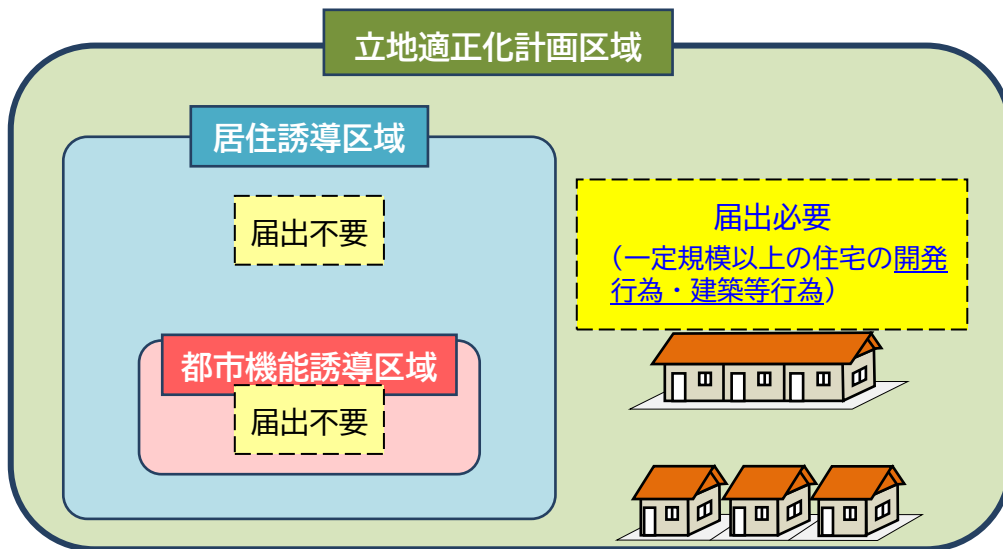 立地適正化計画区域
居住誘導区域
届出不要
届出必要
（一定規模以上の住宅の開発
行為・建築等行為）
都市機能誘導区域
届出不要